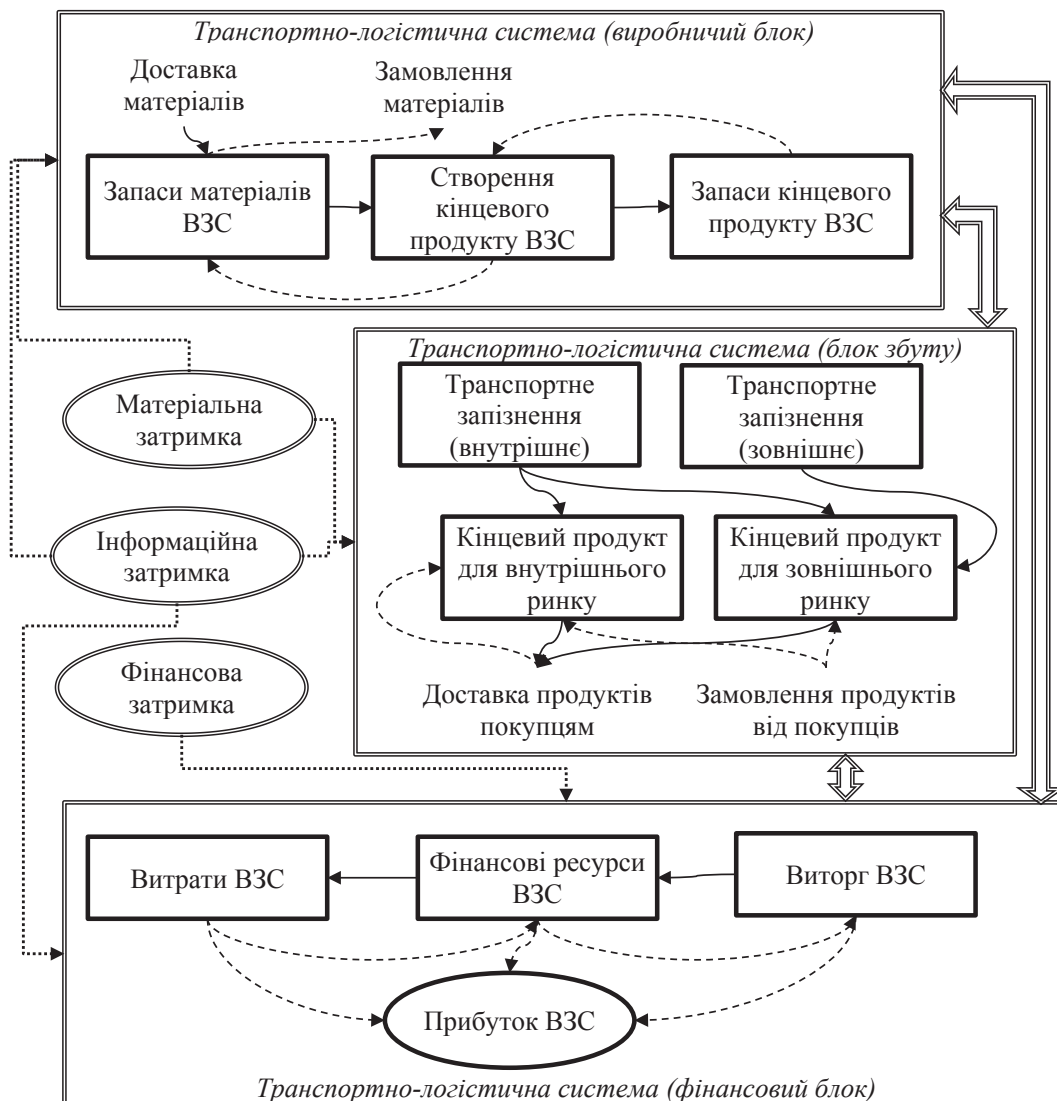 Транспортно-логістична система (виробничий блок)
Доставка
матеріалів
Замовлення
матеріалів
Запаси матеріалів
ВЗС
Створення
кінцевого
продукту ВЗС
Запаси кінцевого
продукту ВЗС
Транспортно-логістична система (блок збуту)
Транспортне
запізнення
(внутрішнє)
Транспортне
запізнення
(зовнішнє)
Матеріальна
затримка
Інформаційна
затримка
Фінансова
затримка
Кінцевий продукт
для внутрішнього
ринку
Кінцевий продукт
для зовнішнього
ринку
Доставка продуктів
покупцям
Замовлення продуктів
від покупців
Витрати ВЗС
Фінансові ресурси
ВЗС
Виторг ВЗС
Прибуток ВЗС
Транспортно-логістична система (фінансовий блок)